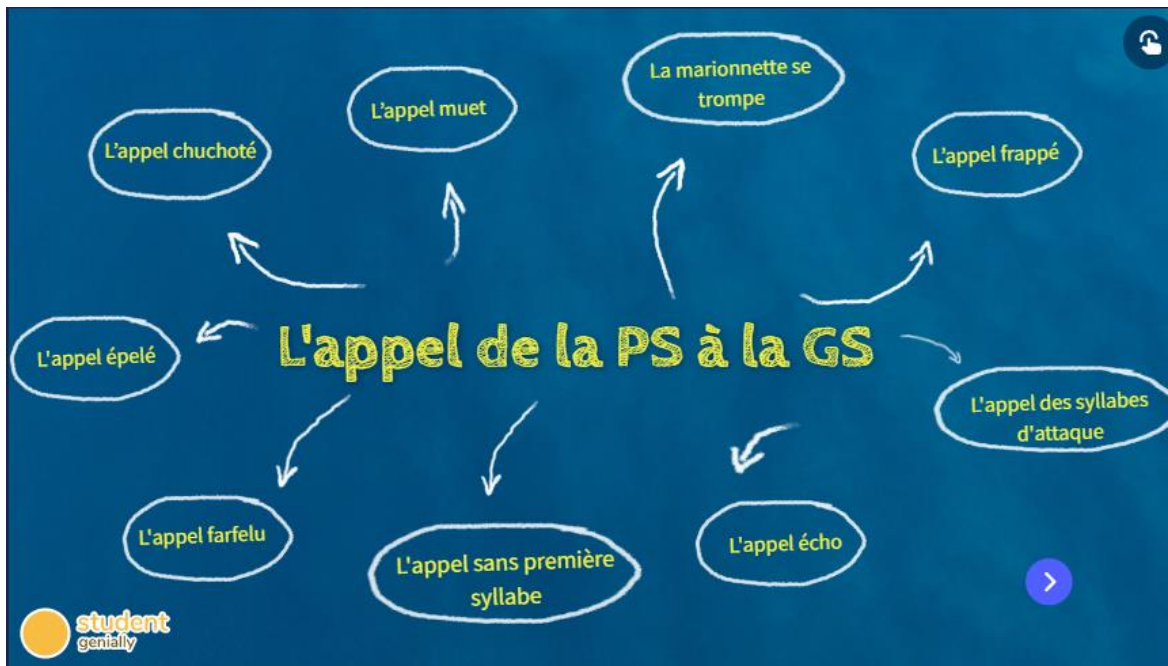 La marionnette se
trompe
L'appel muet
L'appel chuchoté
L'appel frappé
L'appel de la PS à la GS
L'appel épelé
L'appel des syllabes
d'attaque
L'appel farfelu
L'appel sans première
syllabe
L'appel écho
student
genially